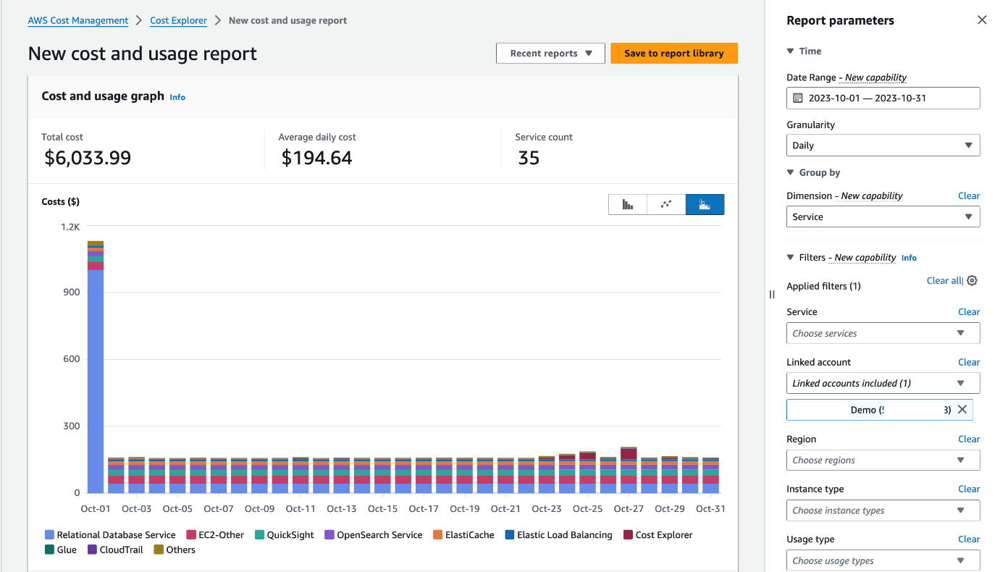 AWS Cost Management > Cost Explorer > New cost and usage report
New cost and usage report
Recent reports
Save to report library
Cost and usage graph Info
Total cost
$6,033.99
Average daily cost
$194.64
Service count
35
Costs ($)
1.2K
900
600
300
0
Oct-01 Oct-03 Oct-05 Oct-07 Oct-09 Oct-11 Oct-13 Oct-15 Oct-17 Oct-19 Oct-21 Oct-23 Oct-25 Oct-27 Oct-29 Oct-31
Relational Database Service EC2-Other QuickSight OpenSearch Service ElastiCache Elastic Load Balancing Cost Explorer
Glue CloudTrail Others
Report parameters
Time
Date Range - New capability
2023-10-01 — 2023-10-31
Granularity
Daily
Group by
Dimension - New capability Clear
Service
Filters - New capability Info
Applied filters (1) Clear all
Service Clear
Choose services
Linked account Clear
Linked accounts included (1)
Demo (
Region Clear
Choose regions
Instance type Clear
Choose instance types
Usage type Clear
Choose usage types